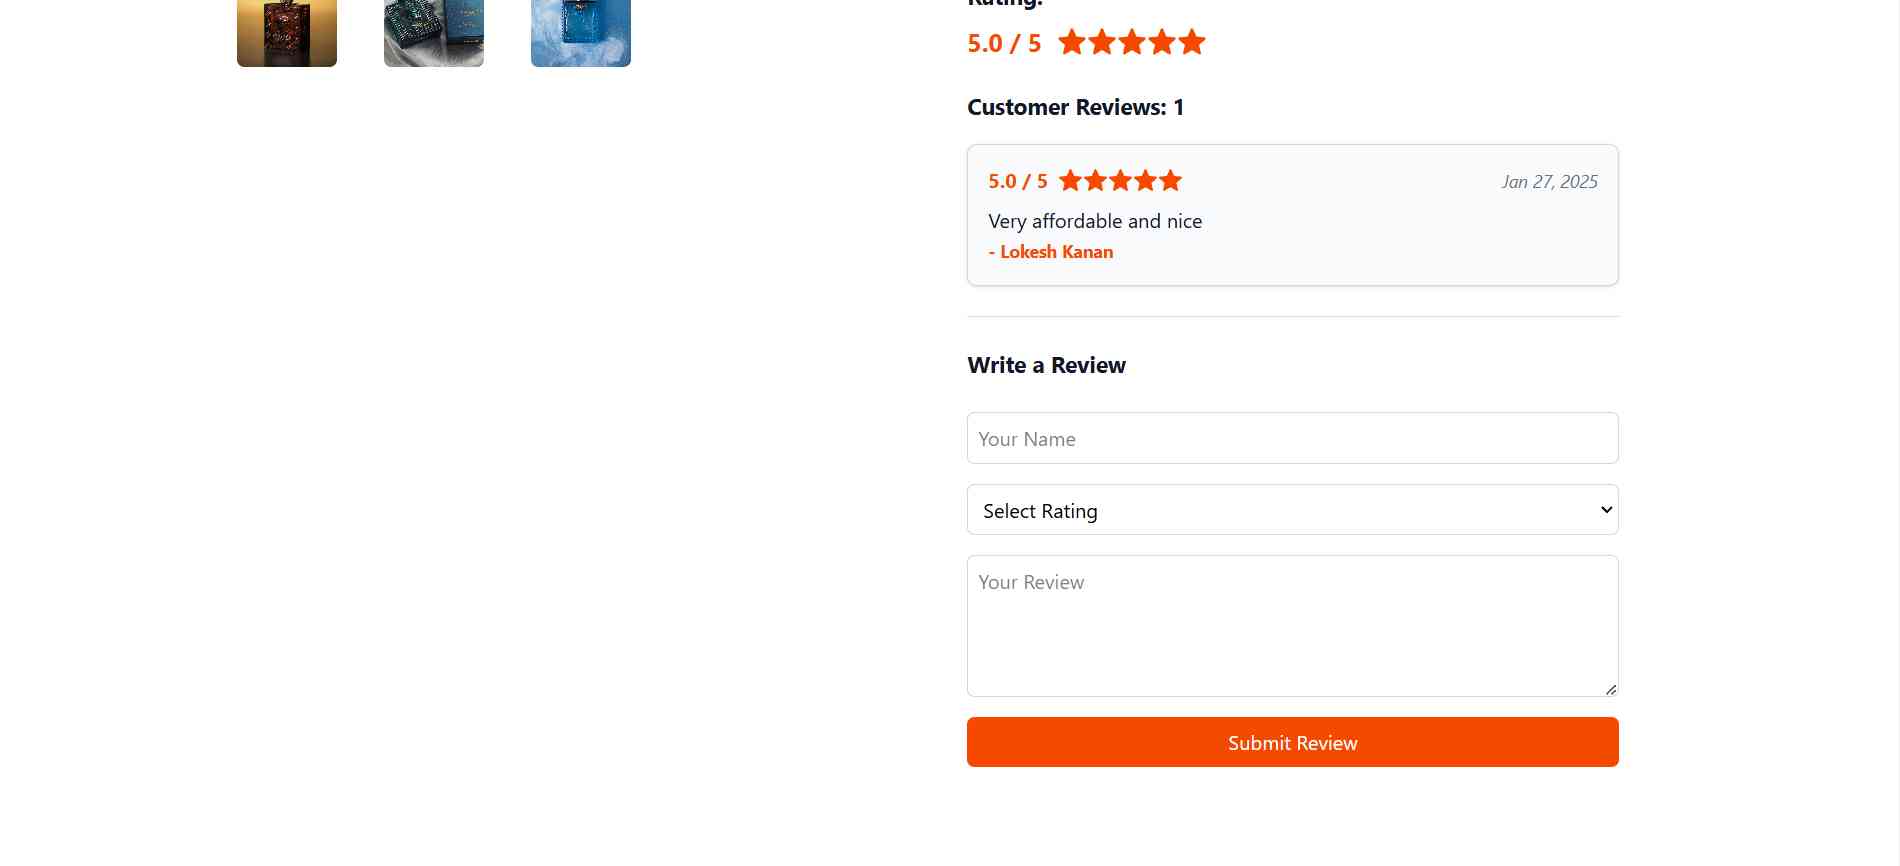 Rating:
5.0 / 5
Customer Reviews: 1
5.0 / 5
Jan 27, 2025
Very affordable and nice
- Lokesh Kanan
Write a Review
Your Name
Select Rating
Your Review
Submit Review